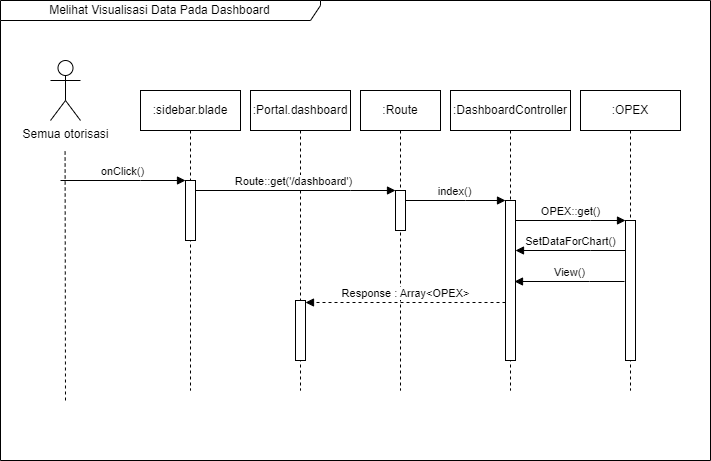 Melihat Visualisasi Data Pada Dashboard
Semua otorisasi
:sidebar.blade
:Portal.dashboard
:Route
:DashboardController
:OPEX
onClick()
Route::get('/dashboard')
index()
OPEX::get()
SetDataForChart()
View()
Response : Array<OPEX>